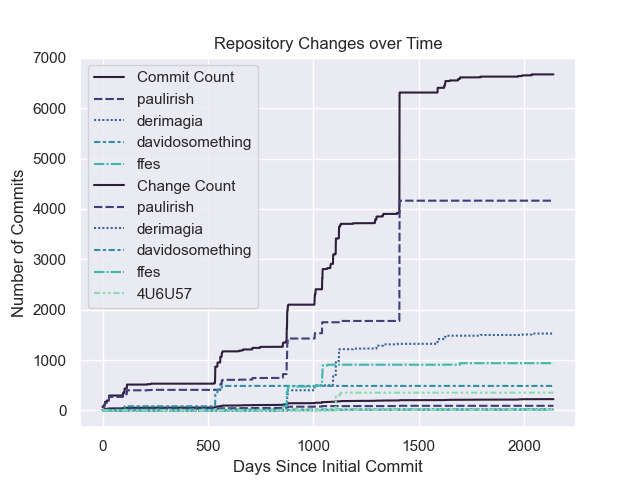 Repository Changes over Time
7000
6000
5000
4000
3000
2000
1000
0
Number of Commits
Commit Count
paulirish
derimagia
davidosomething
ffes
Change Count
paulirish
derimagia
davidosomething
ffes
4U6U57
0 500 1000 1500 2000
Days Since Initial Commit